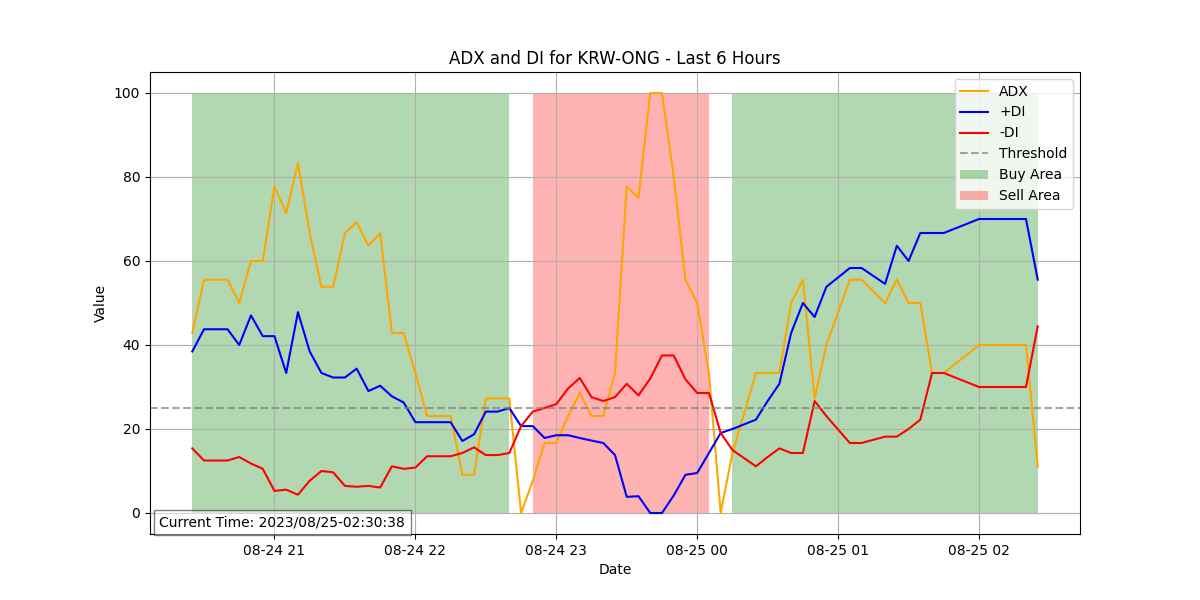 ADX and DI for KRW-ONG - Last 6 Hours
ADX
+DI
-DI
Threshold
Buy Area
Sell Area
100
80
60
40
20
0
Value
Current Time: 2023/08/25-02:30:38
08-24 21
08-24 22
08-24 23
08-25 00
08-25 01
08-25 02
Date